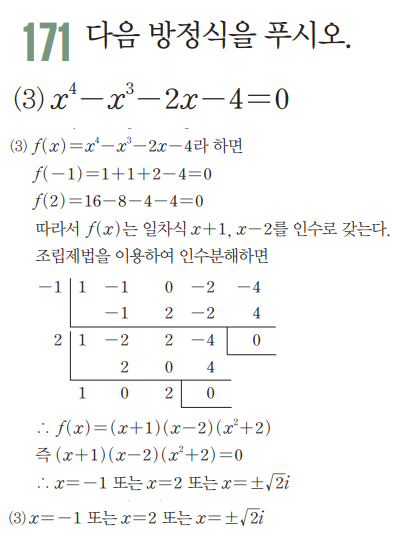 171 다음 방정식을 푸시오.
(3) x⁴－x³－2x－4＝0
(3) f(x)＝x⁴－x³－2x－4라 하면
f(－1)＝1＋1＋2－4＝0
f(2)＝16－8－4－4＝0
따라서 f(x)는 일차식 x＋1, x－2를 인수로 갖는다.
조립제법을 이용하여 인수분해하면
－1 1 －1 0 －2 －4
－1 2 －2 4
2 1 －2 2 －4 0
2 0 4
1 0 2 0
∴ f(x)＝(x＋1)(x－2)(x²＋2)
즉 (x＋1)(x－2)(x²＋2)＝0
∴ x＝－1 또는 x＝2 또는 x＝±√2i
(3) x＝－1 또는 x＝2 또는 x＝±√2i